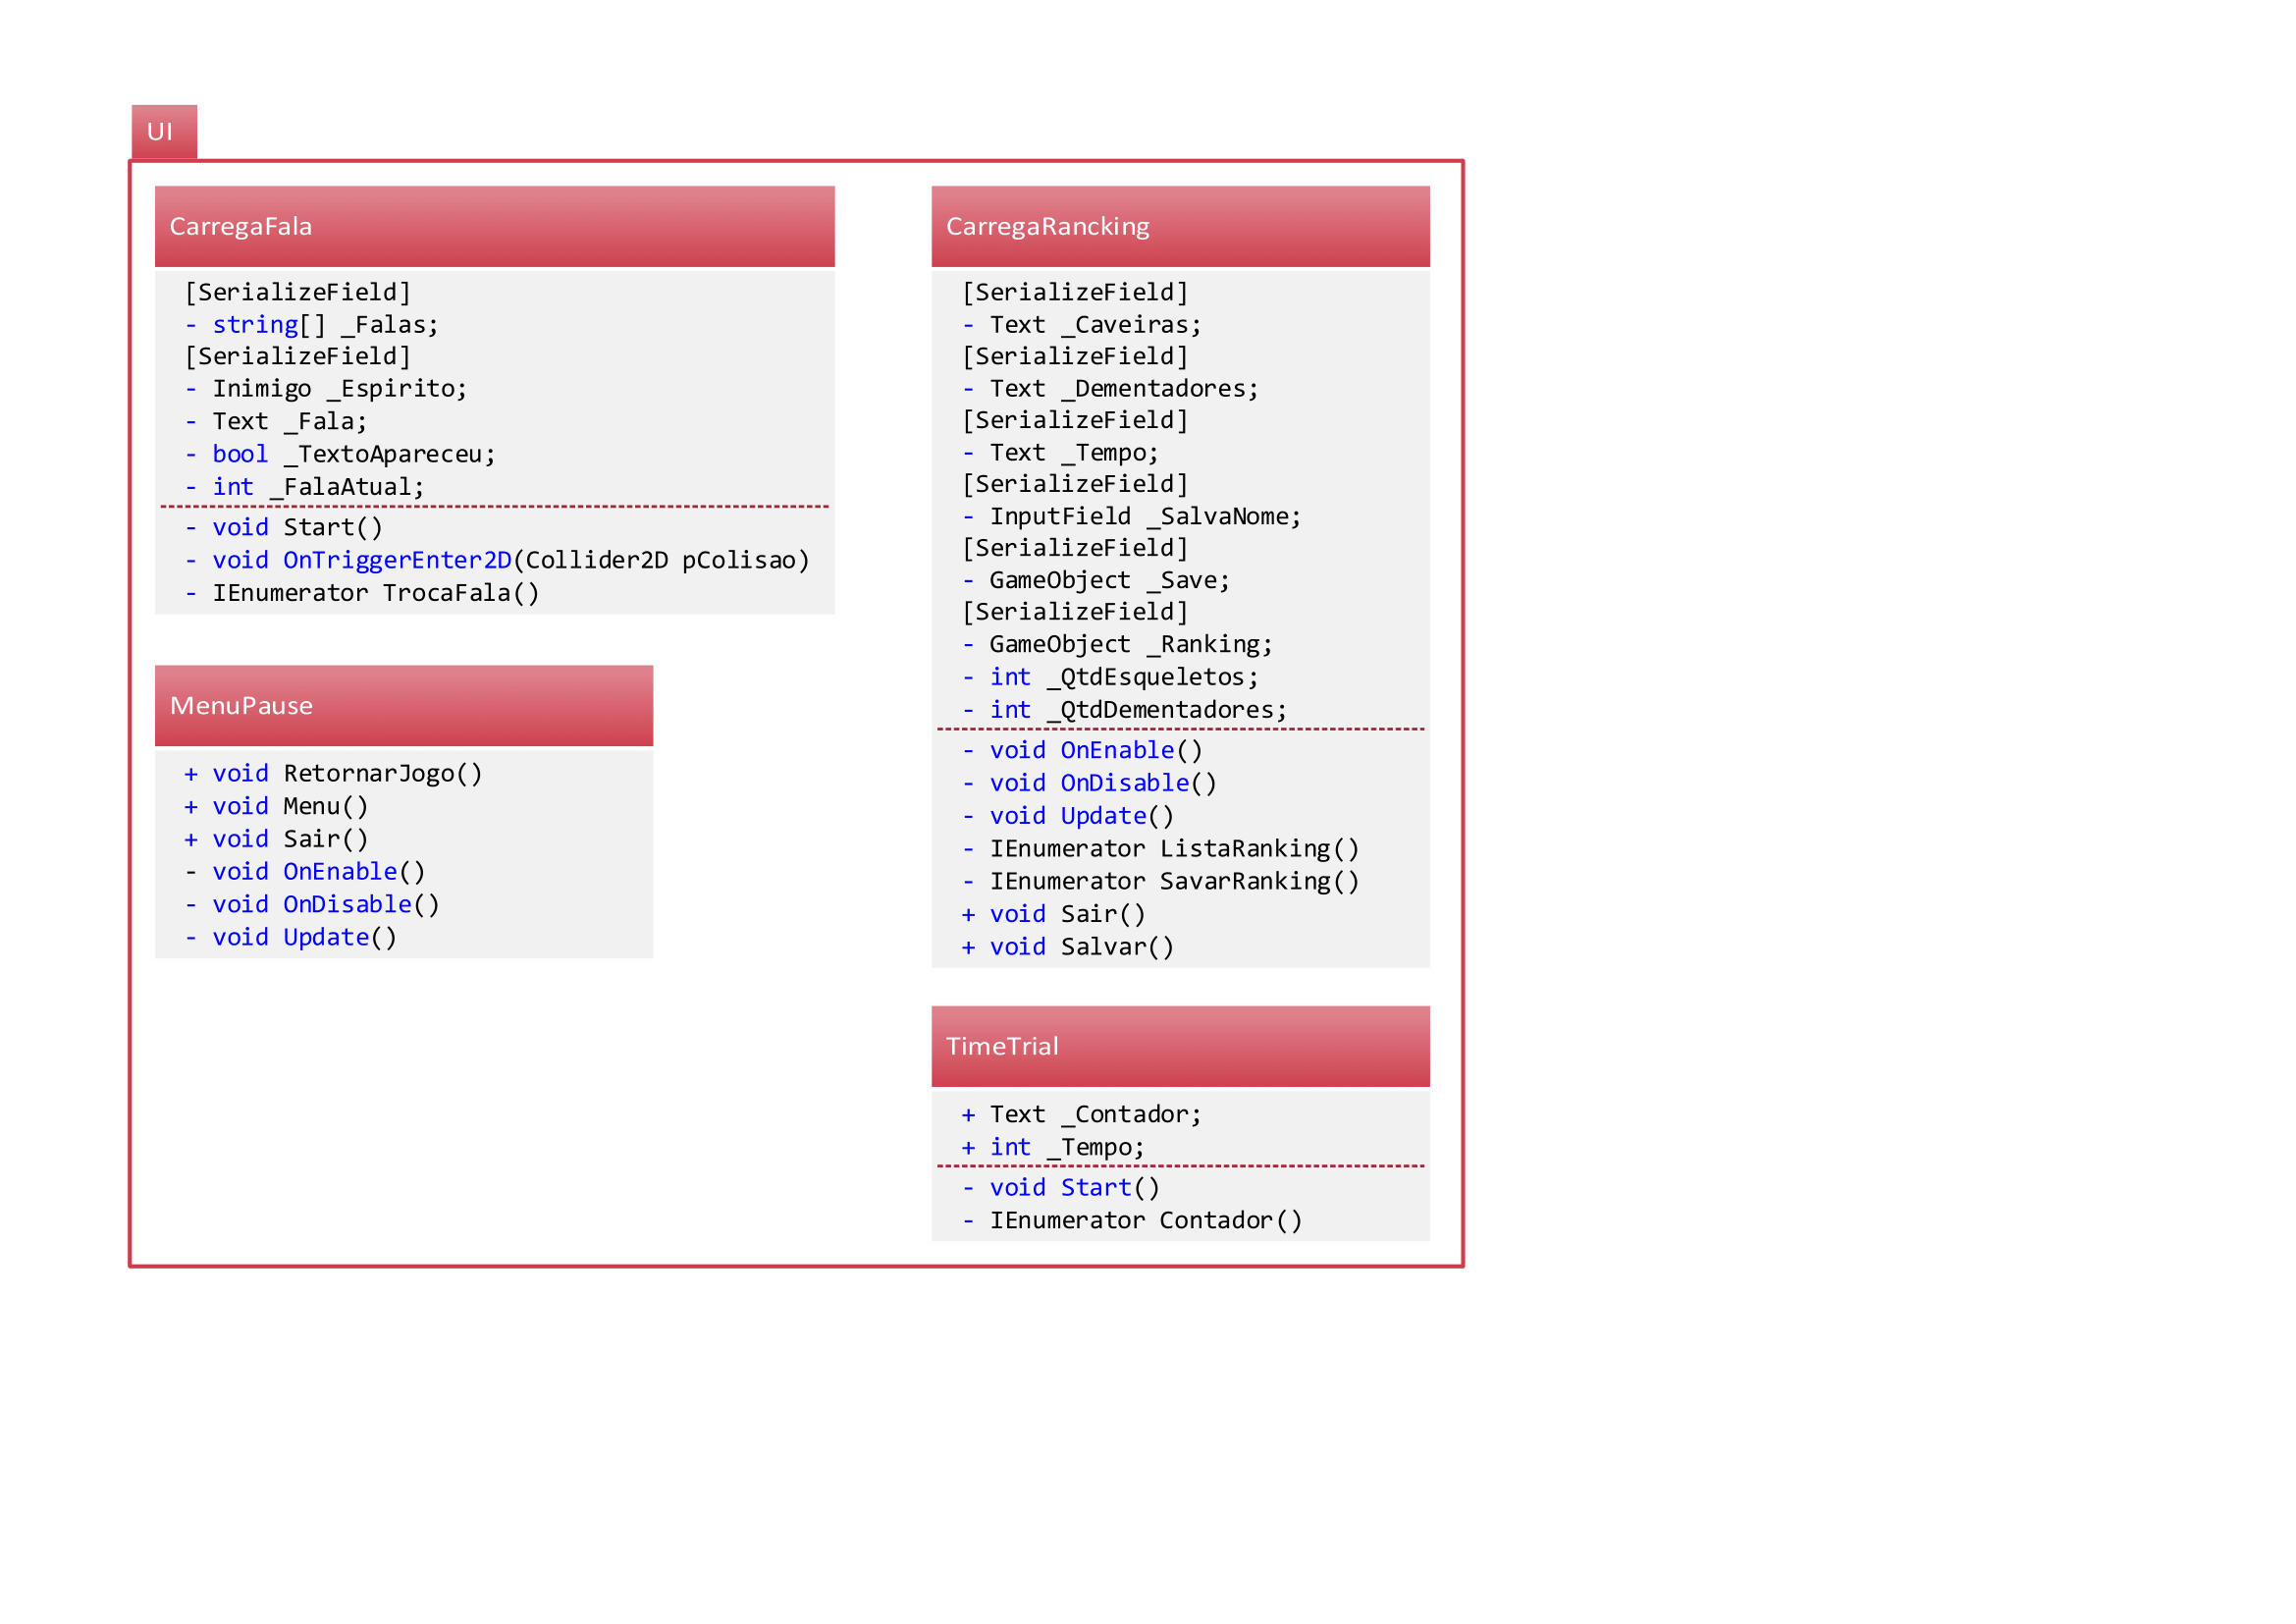 UI
CarregaFala
[SerializeField]
- string[] _Falas;
[SerializeField]
- Inimigo _Espirito;
- Text _Fala;
- bool _TextoApareceu;
- int _FalaAtual;
- void Start()
- void OnTriggerEnter2D(Collider2D pColisao)
- IEnumerator TrocaFala()
MenuPause
+ void RetornarJogo()
+ void Menu()
+ void Sair()
- void OnEnable()
- void OnDisable()
- void Update()
CarregaRancking
[SerializeField]
- Text _Caveiras;
[SerializeField]
- Text _Dementadores;
[SerializeField]
- Text _Tempo;
[SerializeField]
- InputField _SalvaNome;
[SerializeField]
- GameObject _Save;
[SerializeField]
- GameObject _Ranking;
- int _QtdEsqueletos;
- int _QtdDementadores;
- void OnEnable()
- void OnDisable()
- void Update()
- IEnumerator ListaRanking()
- IEnumerator SavarRanking()
+ void Sair()
+ void Salvar()
TimeTrial
+ Text _Contador;
+ int _Tempo;
- void Start()
- IEnumerator Contador()